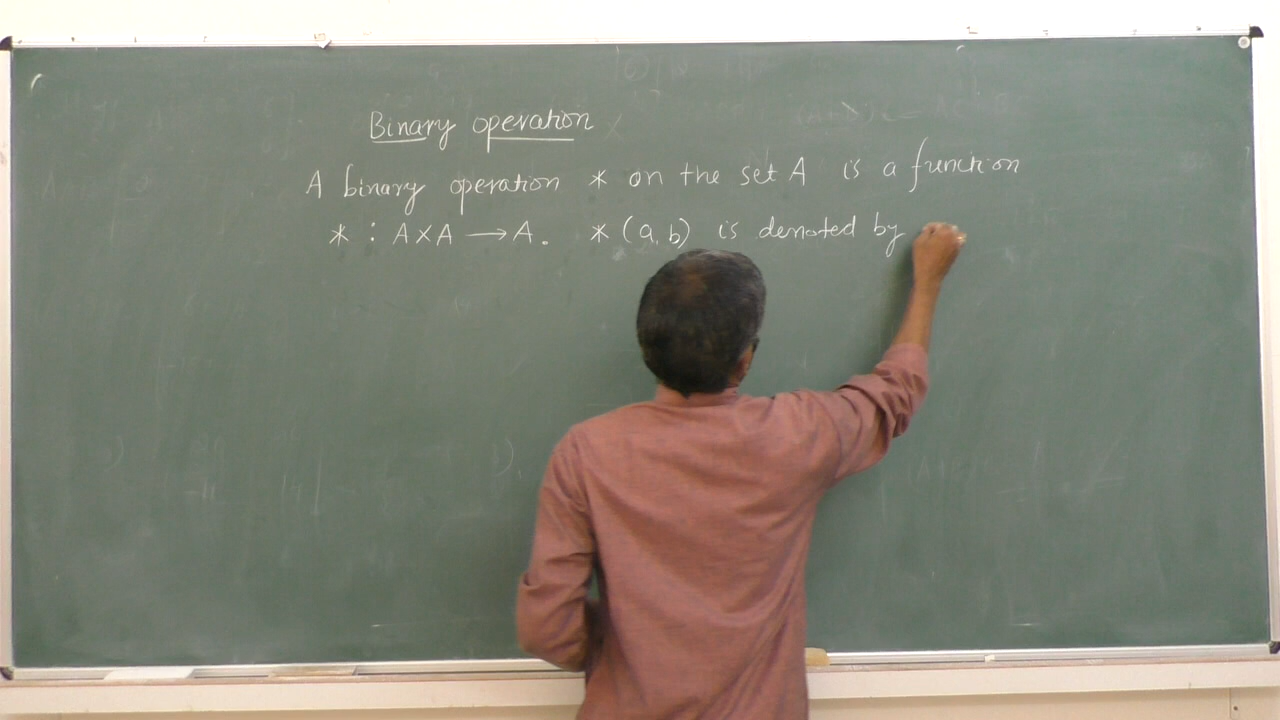 Binary operation
A binary operation * on the set A is a function
* : A×A → A. *(a, b) is denoted by